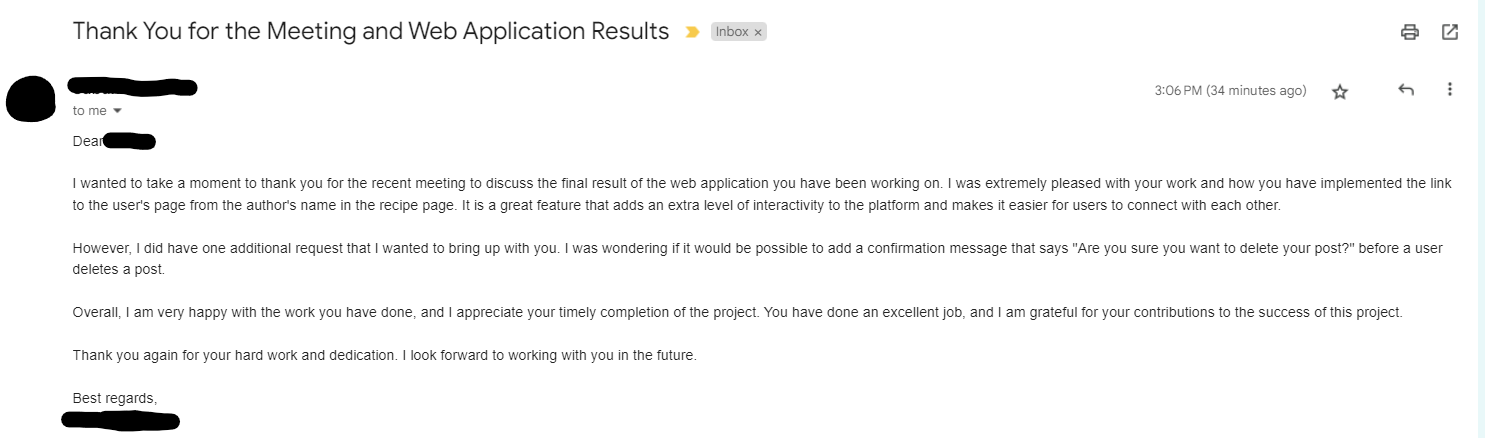 Thank You for the Meeting and Web Application Results
Inbox x
3:06 PM (34 minutes ago)
to me
Dear
I wanted to take a moment to thank you for the recent meeting to discuss the final result of the web application you have been working on. I was extremely pleased with your work and how you have implemented the link
to the user's page from the author's name in the recipe page. It is a great feature that adds an extra level of interactivity to the platform and makes it easier for users to connect with each other.
However, I did have one additional request that I wanted to bring up with you. I was wondering if it would be possible to add a confirmation message that says "Are you sure you want to delete your post?" before a user
deletes a post.
Overall, I am very happy with the work you have done, and I appreciate your timely completion of the project. You have done an excellent job, and I am grateful for your contributions to the success of this project.
Thank you again for your hard work and dedication. I look forward to working with you in the future.
Best regards,